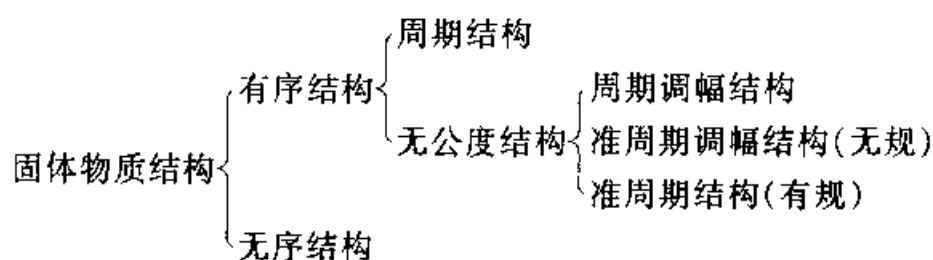 周期结构
有序结构
周期调幅结构
无公度结构
准周期调幅结构(无规)
固体物质结构
准周期结构(有规)
无序结构